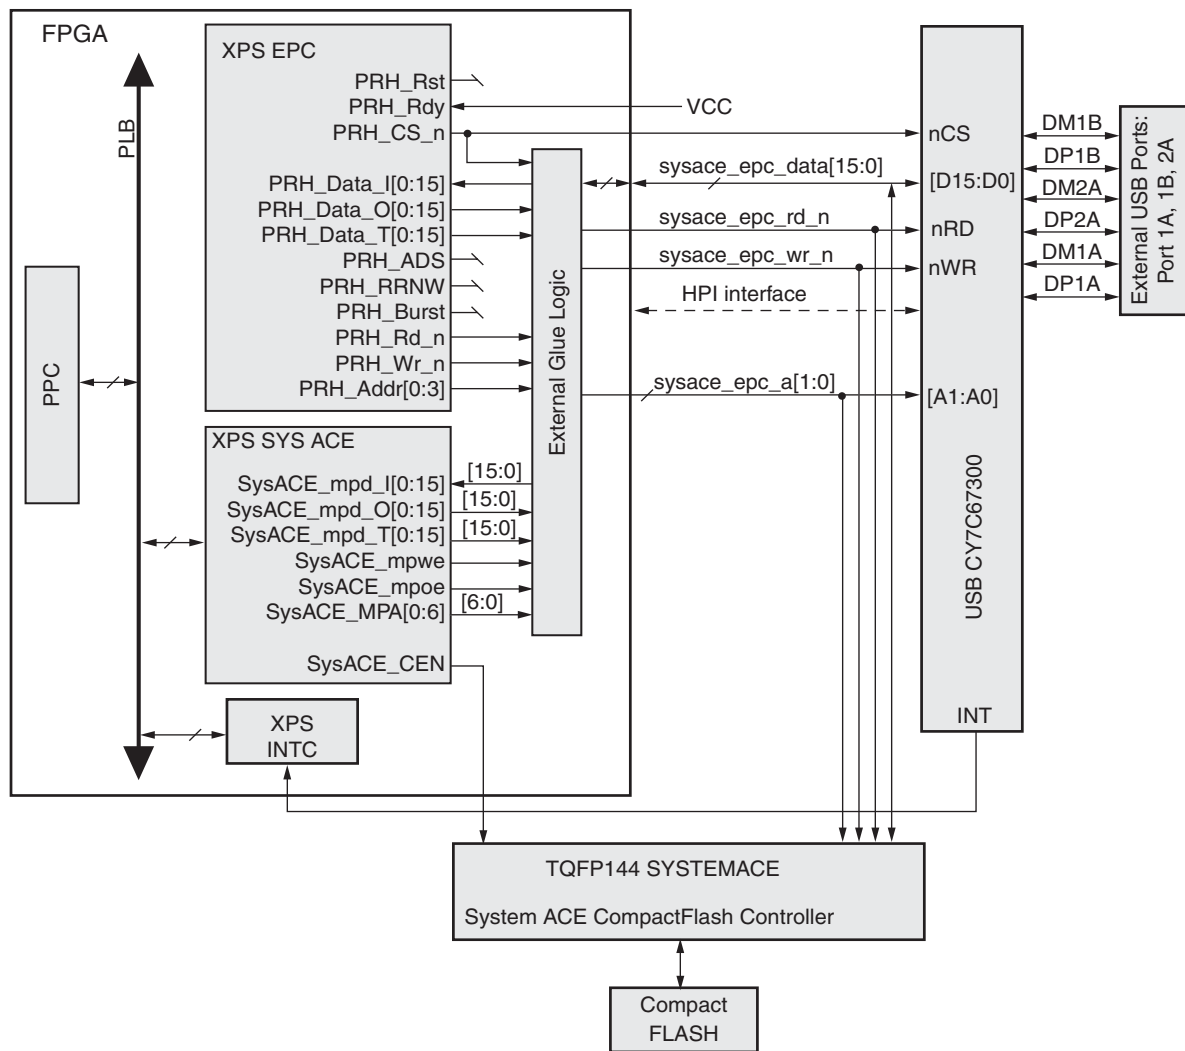 FPGA
XPS EPC
PRH_Rst
PRH_Rdy
VCC
PRH_CS_n
nCS
PRH_Data_I[0:15]
sysace_epc_data[15:0]
[D15:D0]
PRH_Data_O[0:15]
sysace_epc_rd_n
nRD
PRH_Data_T[0:15]
PRH_ADS
sysace_epc_wr_n
nWR
PRH_RRNW
HPI interface
PRH_Burst
PRH_Rd_n
PRH_Wr_n
PRH_Addr[0:3]
sysace_epc_a[1:0]
[A1:A0]
PLB
PPC
External Glue Logic
USB CY7C67300
DM1B
DP1B
DM2A
DP2A
DM1A
DP1A
External USB Ports:
Port 1A, 1B, 2A
XPS SYS ACE
SysACE_mpd_I[0:15]
[15:0]
SysACE_mpd_O[0:15]
[15:0]
SysACE_mpd_T[0:15]
[15:0]
SysACE_mpwe
SysACE_mpoe
SysACE_MPA[0:6]
[6:0]
SysACE_CEN
INT
XPS
INTC
TQFP144 SYSTEMACE
System ACE CompactFlash Controller
Compact
FLASH